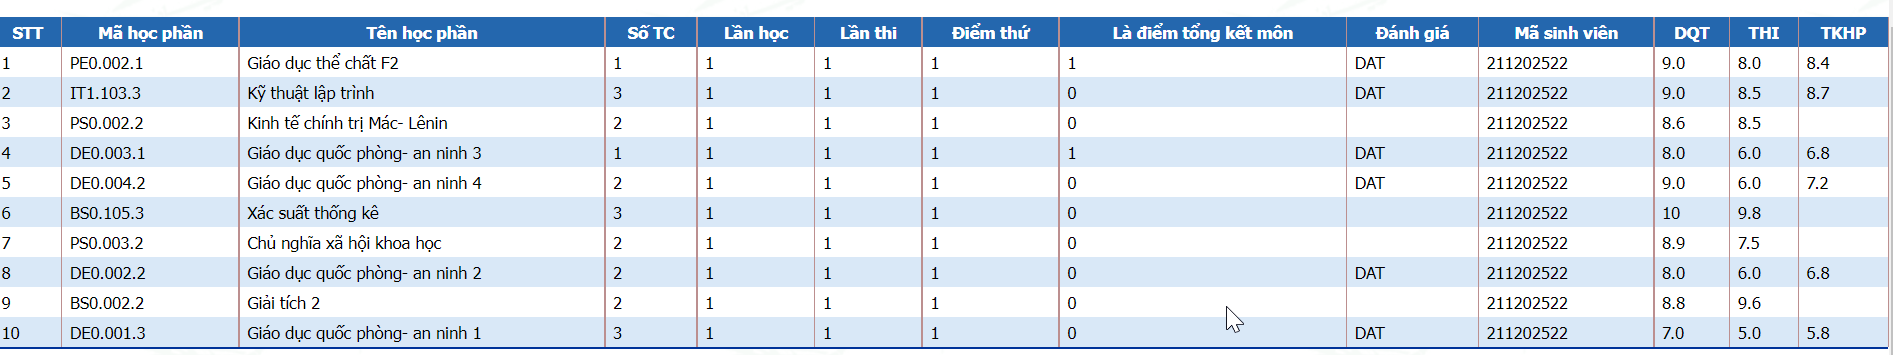 STT Mã học phần Tên học phần Số TC Lần học Lần thi Điểm thứ Là điểm tổng kết môn Đánh giá Mã sinh viên DQT THI TKHP
1 PE0.002.1 Giáo dục thể chất F2 1 1 1 1 1 DAT 211202522 9.0 8.0 8.4
2 IT1.103.3 Kỹ thuật lập trình 3 1 1 1 0 DAT 211202522 9.0 8.5 8.7
3 PS0.002.2 Kinh tế chính trị Mác- Lênin 2 1 1 1 0 211202522 8.6 8.5
4 DE0.003.1 Giáo dục quốc phòng- an ninh 3 1 1 1 1 1 DAT 211202522 8.0 6.0 6.8
5 DE0.004.2 Giáo dục quốc phòng- an ninh 4 2 1 1 1 0 DAT 211202522 9.0 6.0 7.2
6 BS0.105.3 Xác suất thống kê 3 1 1 1 0 211202522 10 9.8
7 PS0.003.2 Chủ nghĩa xã hội khoa học 2 1 1 1 0 211202522 8.9 7.5
8 DE0.002.2 Giáo dục quốc phòng- an ninh 2 2 1 1 1 0 DAT 211202522 8.0 6.0 6.8
9 BS0.002.2 Giải tích 2 2 1 1 1 0 211202522 8.8 9.6
10 DE0.001.3 Giáo dục quốc phòng- an ninh 1 3 1 1 1 0 DAT 211202522 7.0 5.0 5.8